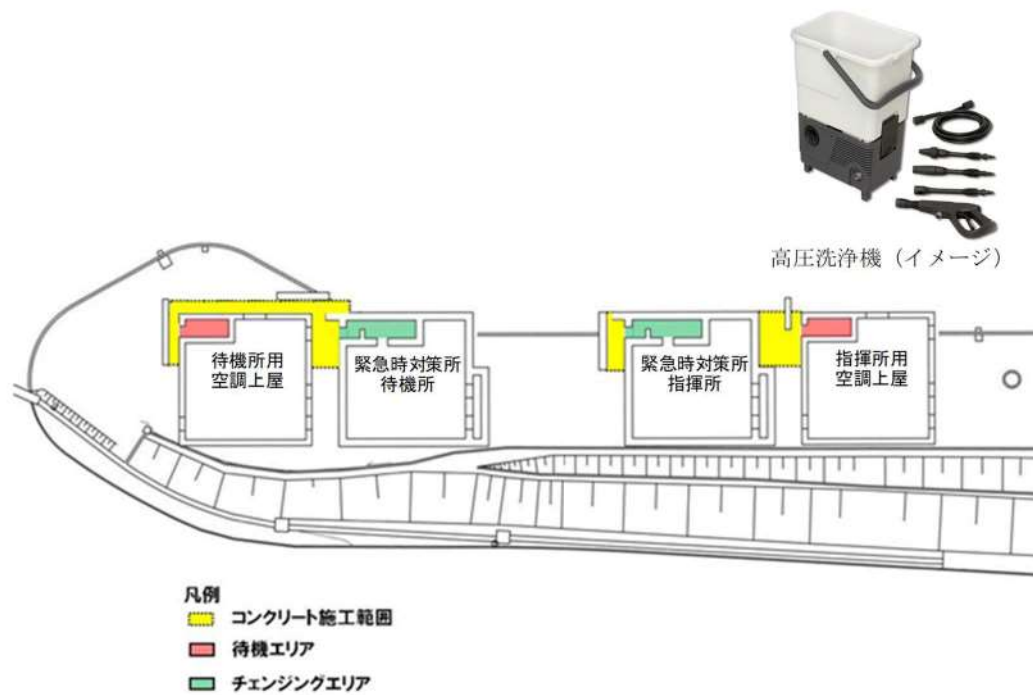 高圧洗浄機（イメージ）
待機所用
空調上屋
緊急時対策所
待機所
緊急時対策所
指揮所
指揮所用
空調上屋
凡例
コンクリート施工範囲
待機エリア
チェンジングエリア